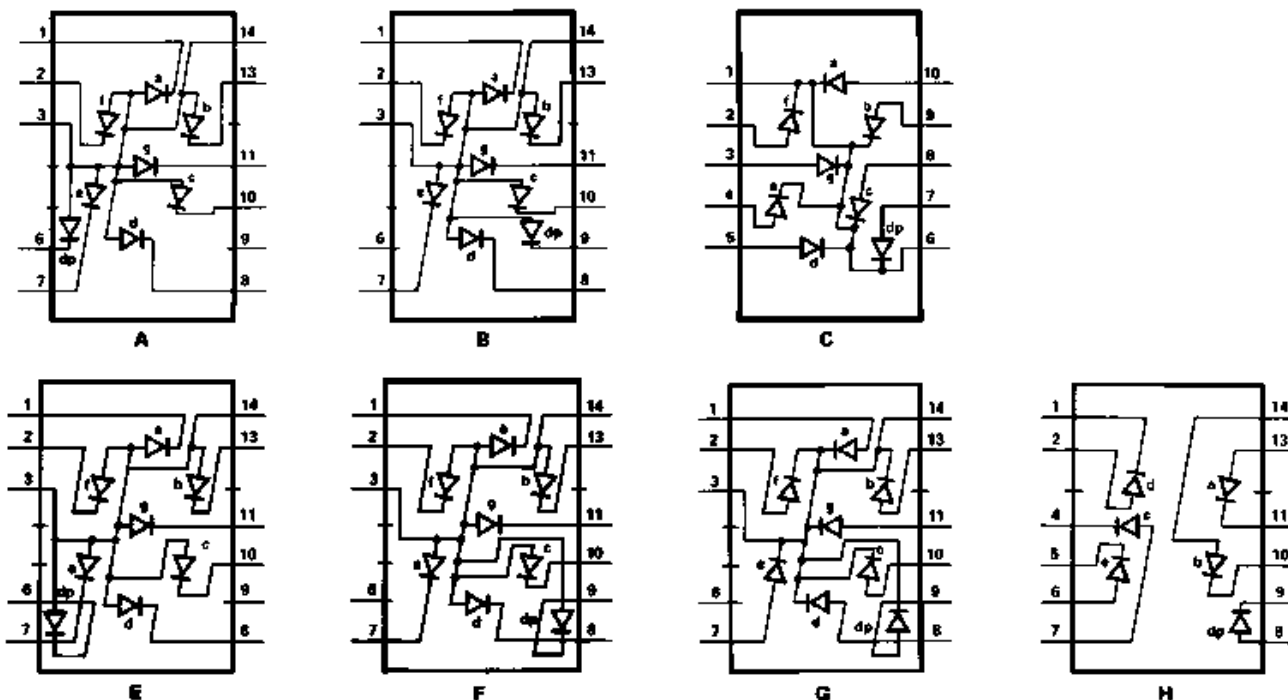 1 14 1 14
2 13 2 13 1 a 10
a f b a f b f b
3 3 2 9
g 11 g 11 3 8
g
e c 10 e c 10 4 c 7
dp dp
6 9 6 d 9 5 6
dp d d
7 8 7 8
A B C
1 14 1 14 1 14 1 14
2 13 2 13 2 13 2 13
a a d a
f b f b f b
3 3 3 4 c 11
g 11 11 g 11
c 10 c 10 10 5 e b 10
e e
6 9 6 9 6 9 6 9
dp d d dp d dp dp
7 7 8 7 8 7 8
E F G H